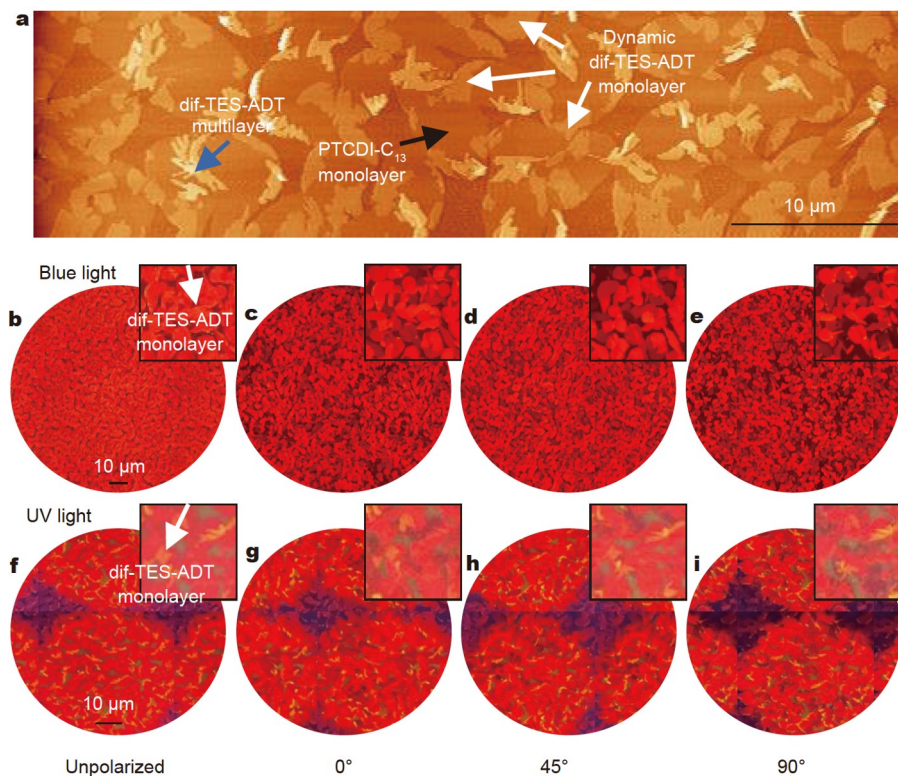 a
Dynamic
dif-TES-ADT
monolayer
dif-TES-ADT
multilayer
PTCDI-C₁₃
monolayer
10 μm
Blue light
b
dif-TES-ADT
monolayer
10 μm
c
d
e
UV light
f
dif-TES-ADT
monolayer
10 μm
g
h
i
Unpolarized
0°
45°
90°